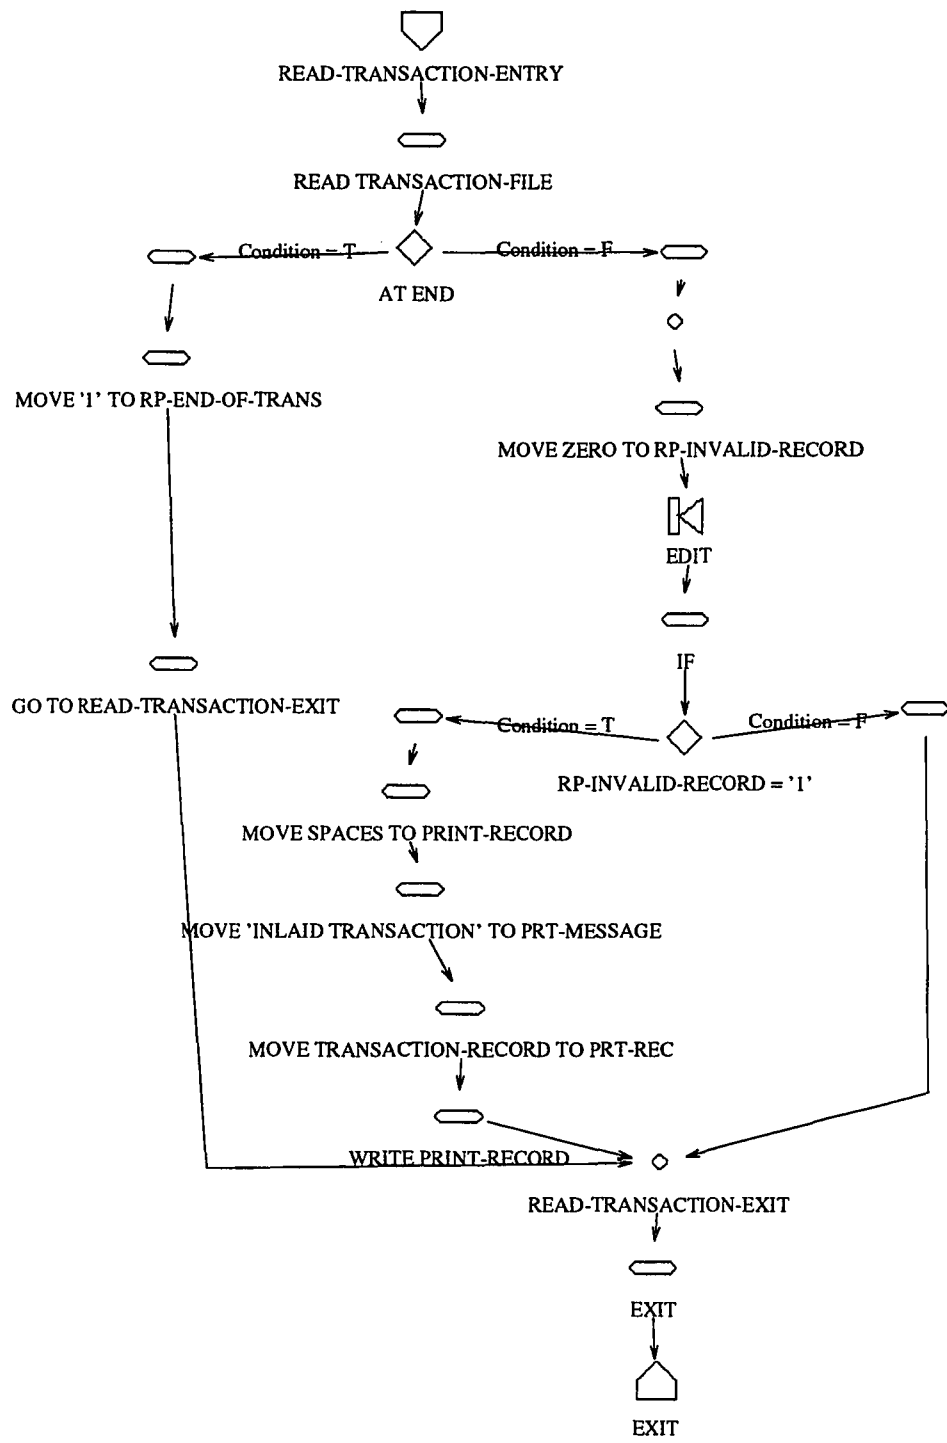 READ-TRANSACTION-ENTRY
READ TRANSACTION-FILE
Condition = T
Condition = F
AT END
MOVE '1' TO RP-END-OF-TRANS
MOVE ZERO TO RP-INVALID-RECORD
EDIT
IF
GO TO READ-TRANSACTION-EXIT
Condition = T
Condition = F
RP-INVALID-RECORD = '1'
MOVE SPACES TO PRINT-RECORD
MOVE 'INLAID TRANSACTION' TO PRT-MESSAGE
MOVE TRANSACTION-RECORD TO PRT-REC
WRITE PRINT-RECORD
READ-TRANSACTION-EXIT
EXIT
EXIT